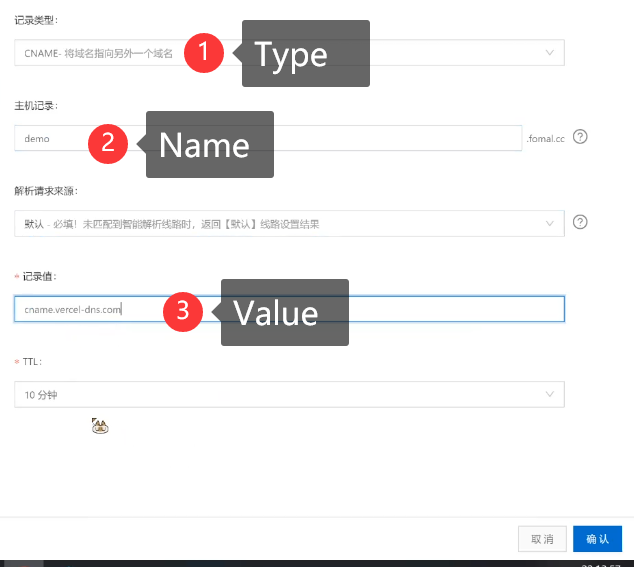 记录类型：
CNAME- 将域名指向另外一个域名
1
Type
主机记录：
demo
2
Name
.fomal.cc
?
解析请求来源：
默认 - 必填！未匹配到智能解析线路时，返回【默认】线路设置结果
?
* 记录值：
cname.vercel-dns.com
3
Value
* TTL：
10 分钟
取消
确认